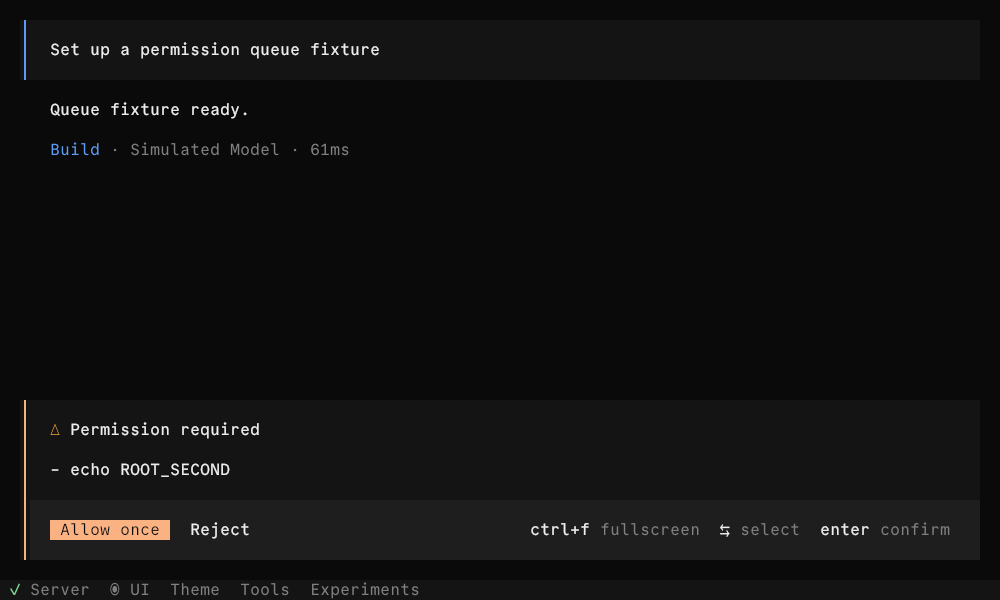 Set up a permission queue fixture
Queue fixture ready.
Build · Simulated Model · 61ms
△ Permission required
- echo ROOT_SECOND
Allow once Reject ctrl+f fullscreen ⇆ select enter confirm
✓ Server ◉ UI Theme Tools Experiments